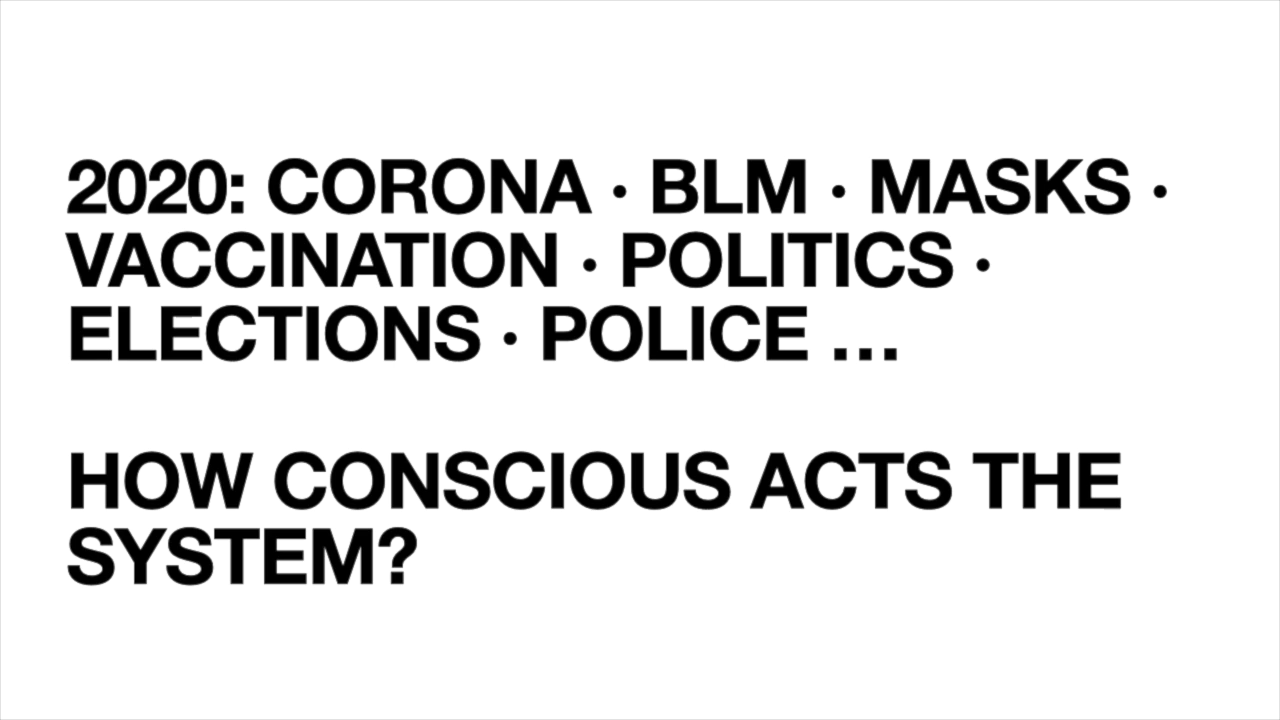 2020: CORONA · BLM · MASKS ·
VACCINATION · POLITICS ·
ELECTIONS · POLICE …
HOW CONSCIOUS ACTS THE
SYSTEM?